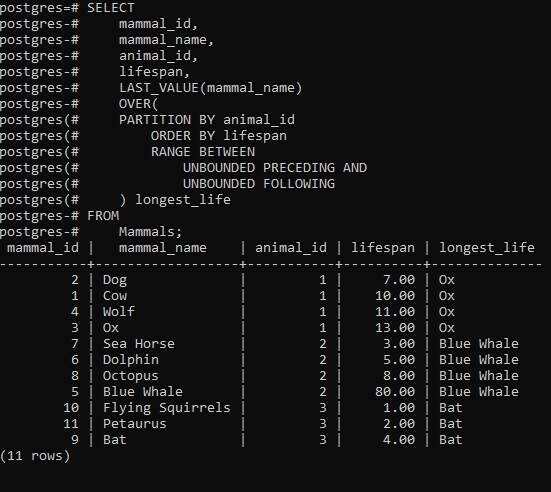 postgres=# SELECT
postgres-#     mammal_id,
postgres-#     mammal_name,
postgres-#     animal_id,
postgres-#     lifespan,
postgres-#     LAST_VALUE(mammal_name)
postgres-#     OVER(
postgres(#     PARTITION BY animal_id
postgres(#         ORDER BY lifespan
postgres(#         RANGE BETWEEN
postgres(#             UNBOUNDED PRECEDING AND
postgres(#             UNBOUNDED FOLLOWING
postgres(#     ) longest_life
postgres-# FROM
postgres-#     Mammals;
 mammal_id |   mammal_name    | animal_id | lifespan | longest_life
-----------+------------------+-----------+----------+--------------
         2 | Dog              |         1 |     7.00 | Ox
         1 | Cow              |         1 |    10.00 | Ox
         4 | Wolf             |         1 |    11.00 | Ox
         3 | Ox               |         1 |    13.00 | Ox
         7 | Sea Horse        |         2 |     3.00 | Blue Whale
         6 | Dolphin          |         2 |     5.00 | Blue Whale
         8 | Octopus          |         2 |     8.00 | Blue Whale
         5 | Blue Whale       |         2 |    80.00 | Blue Whale
        10 | Flying Squirrels |         3 |     1.00 | Bat
        11 | Petaurus         |         3 |     2.00 | Bat
         9 | Bat              |         3 |     4.00 | Bat
(11 rows)